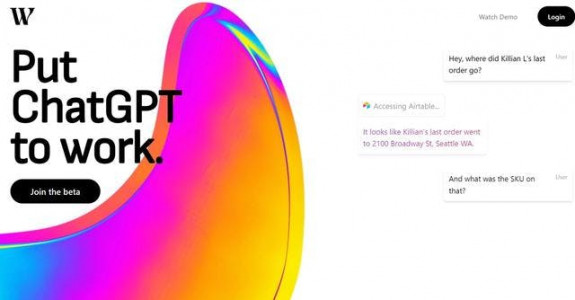 W
Watch Demo
Login
Put
ChatGPT
to work.
Join the beta
Hey, where did Killian L's last
order go?
User
Accessing Airtable...
It looks like Killian's last order went
to 2100 Broadway St, Seattle WA.
And what was the SKU on
that?
User